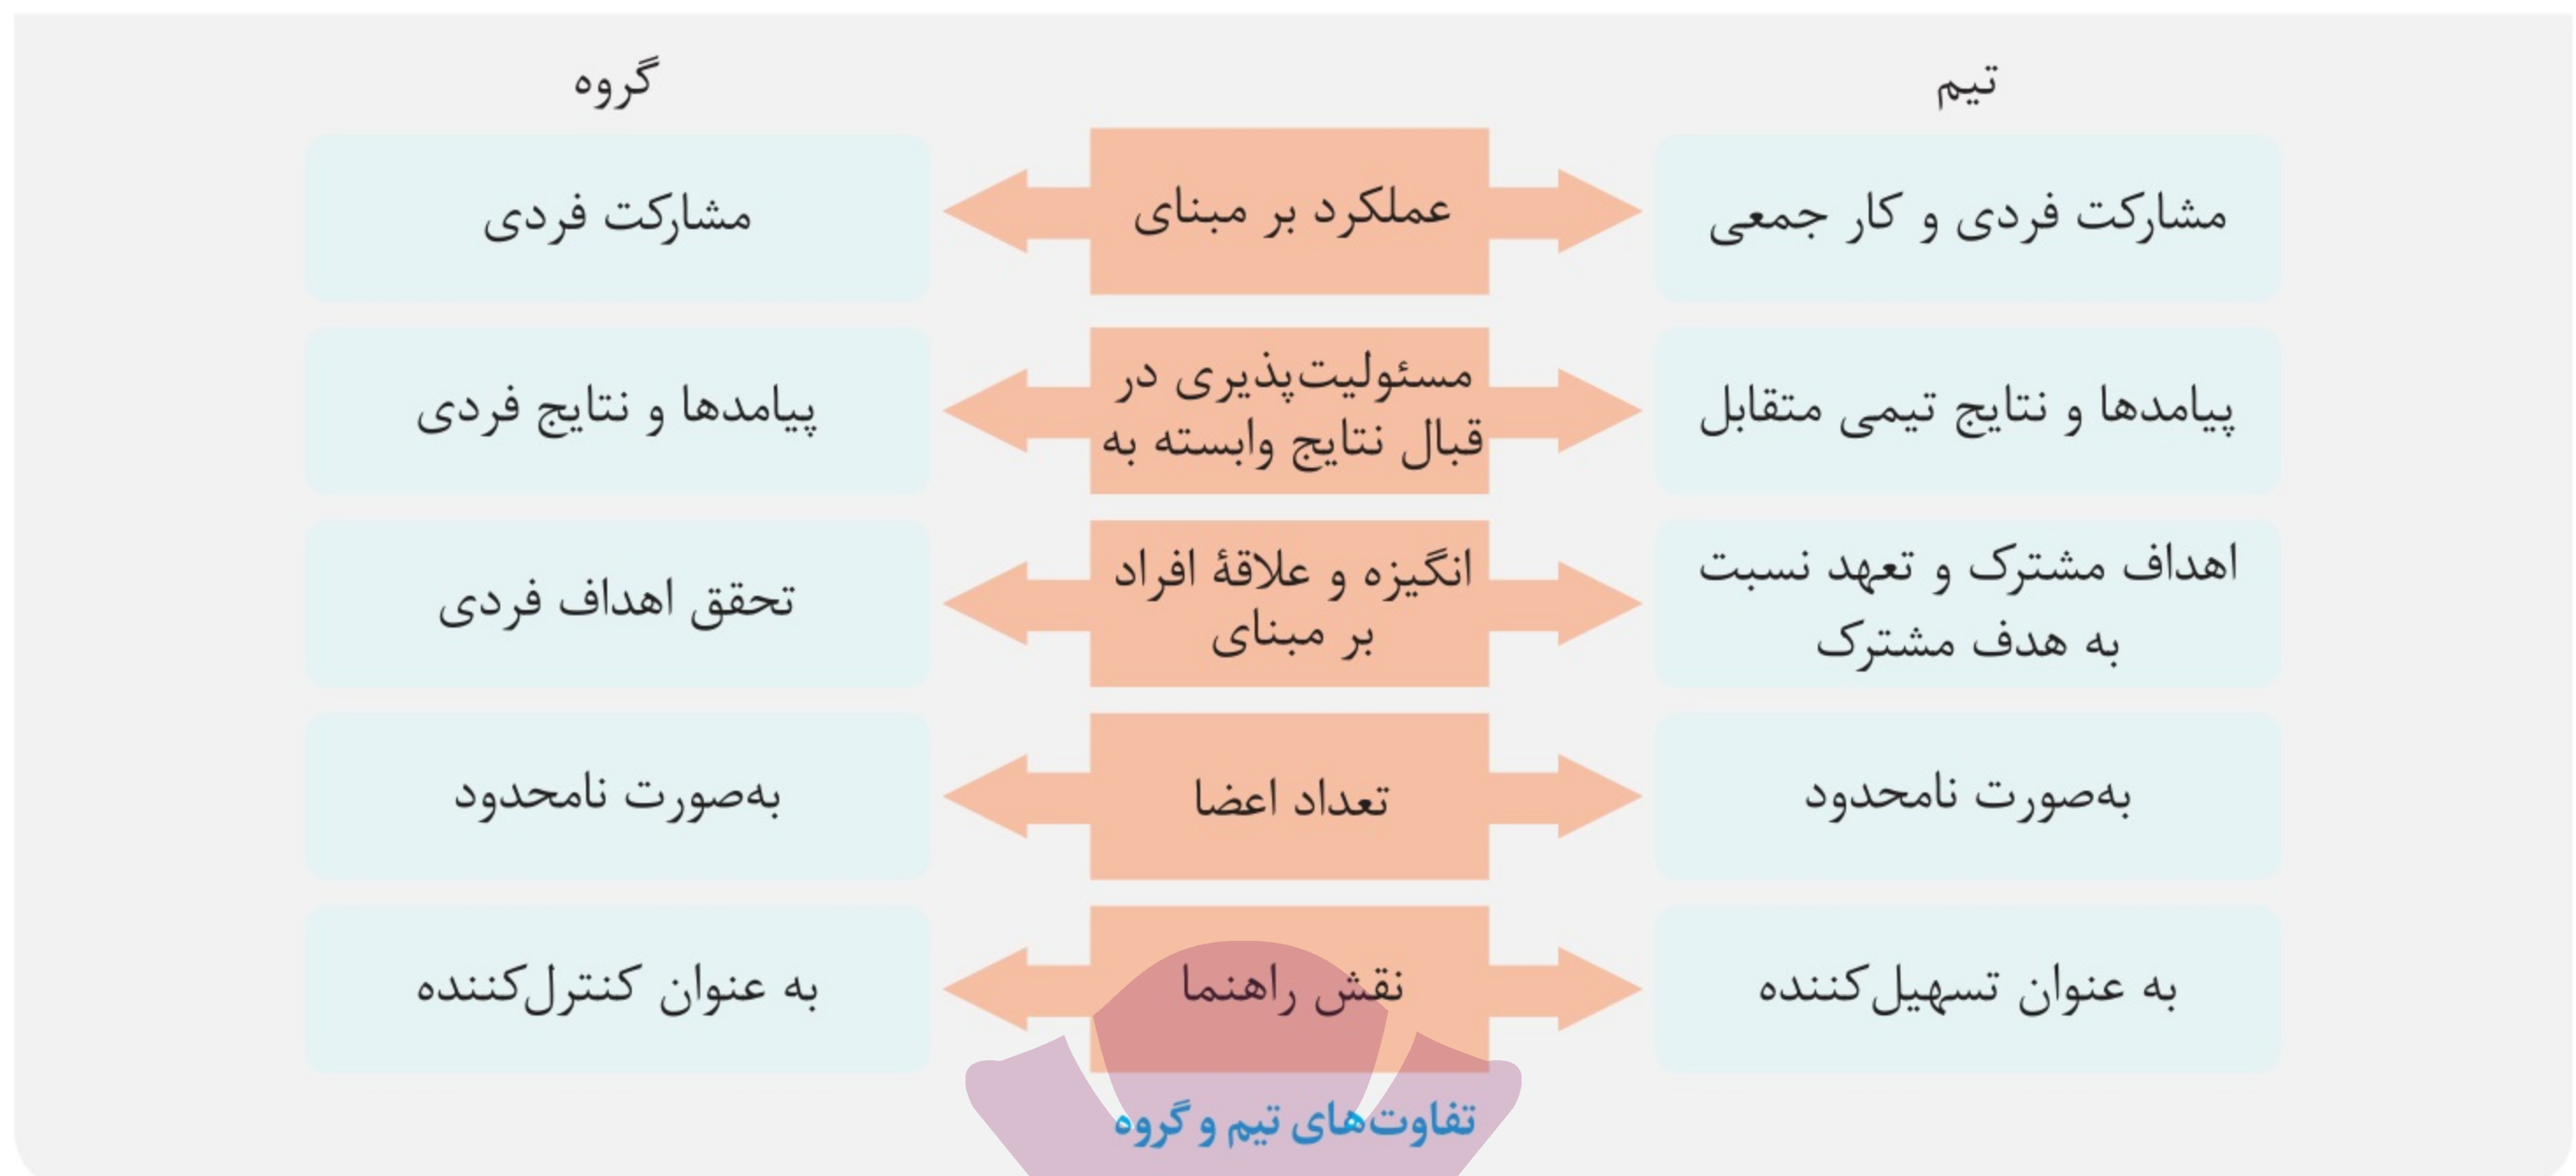 تیم
گروه
مشارکت فردی و کار جمعی
عملکرد بر مبنای
مشارکت فردی
پیامدها و نتایج تیمی متقابل
مسئولیت‌پذیری در
قبال نتایج وابسته به
پیامدها و نتایج فردی
اهداف مشترک و تعهد نسبت
به هدف مشترک
انگیزه و علاقهٔ افراد
بر مبنای
تحقق اهداف فردی
به‌صورت نامحدود
تعداد اعضا
به‌صورت نامحدود
به عنوان تسهیل‌کننده
نقش راهنما
به عنوان کنترل‌کننده
تفاوت‌های تیم و گروه